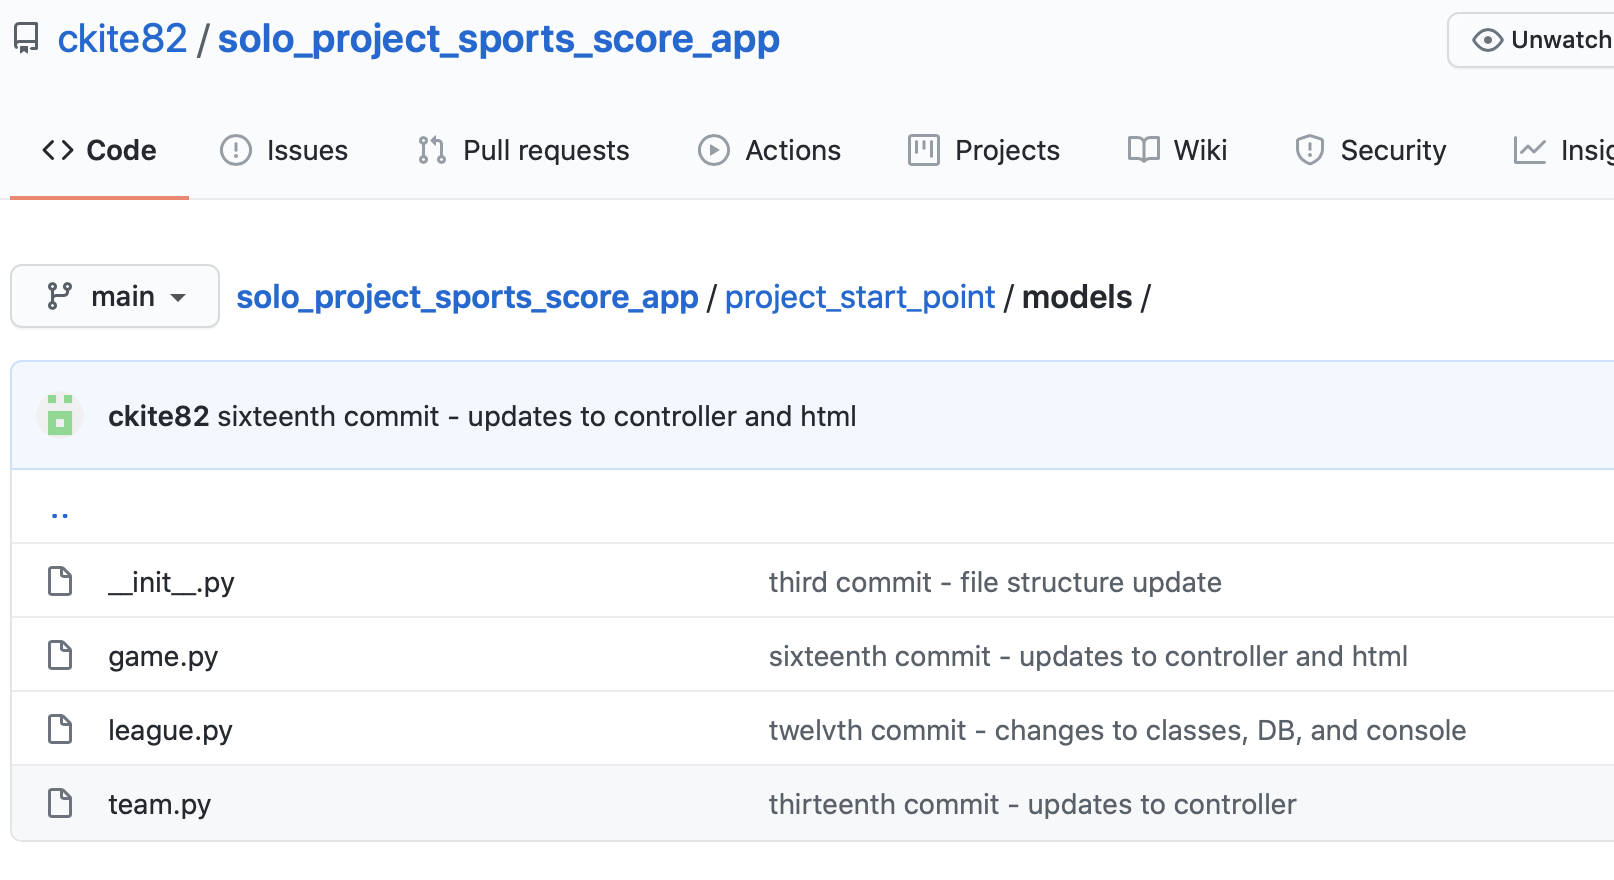 ckite82 / solo_project_sports_score_app Unwatch
Code Issues Pull requests Actions Projects Wiki Security Insig
main solo_project_sports_score_app / project_start_point / models /
ckite82 sixteenth commit - updates to controller and html
..
__init__.py third commit - file structure update
game.py sixteenth commit - updates to controller and html
league.py twelvth commit - changes to classes, DB, and console
team.py thirteenth commit - updates to controller